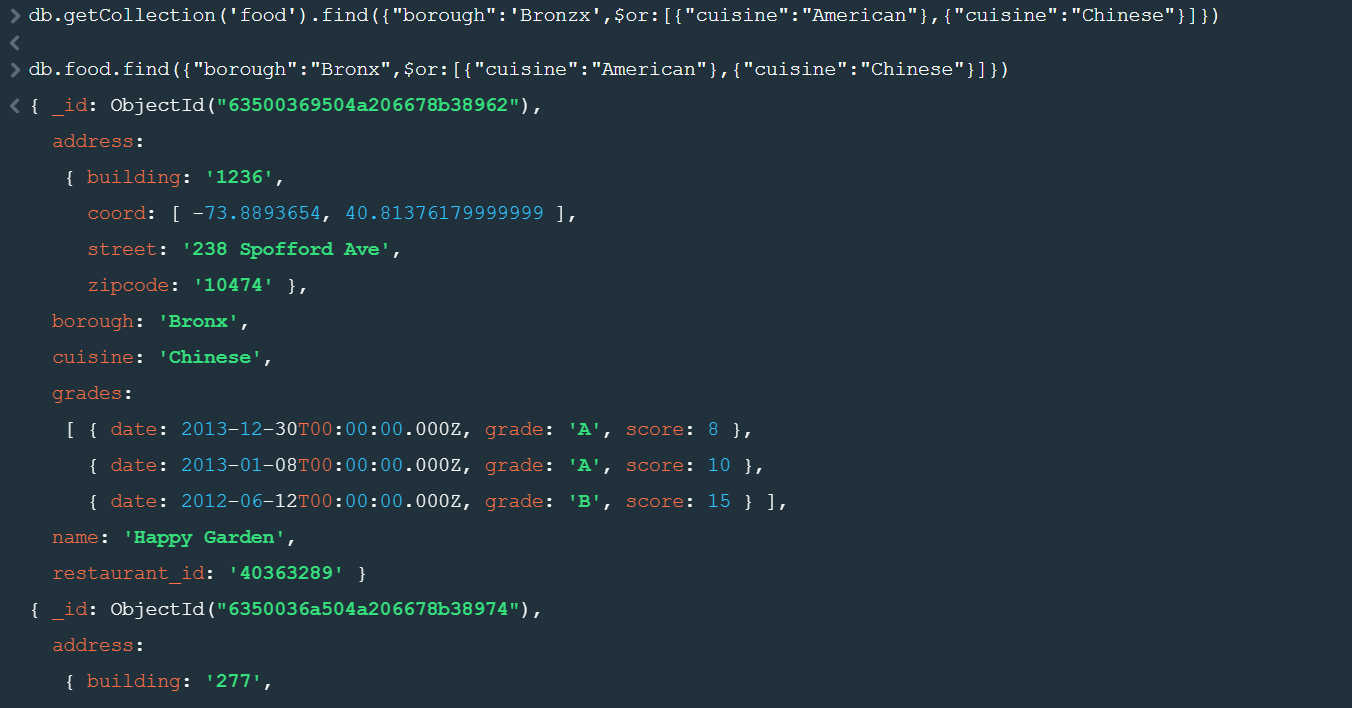 > db.getCollection('food').find({"borough":'Bronzx',$or:[{"cuisine":"American"},{"cuisine":"Chinese"}]})
<
> db.food.find({"borough":"Bronx",$or:[{"cuisine":"American"},{"cuisine":"Chinese"}]})
< { _id: ObjectId("63500369504a206678b38962"),
address:
{ building: '1236',
coord: [ -73.8893654, 40.81376179999999 ],
street: '238 Spofford Ave',
zipcode: '10474' },
borough: 'Bronx',
cuisine: 'Chinese',
grades:
[ { date: 2013-12-30T00:00:00.000Z, grade: 'A', score: 8 },
{ date: 2013-01-08T00:00:00.000Z, grade: 'A', score: 10 },
{ date: 2012-06-12T00:00:00.000Z, grade: 'B', score: 15 } ],
name: 'Happy Garden',
restaurant_id: '40363289' }
{ _id: ObjectId("6350036a504a206678b38974"),
address:
{ building: '277',